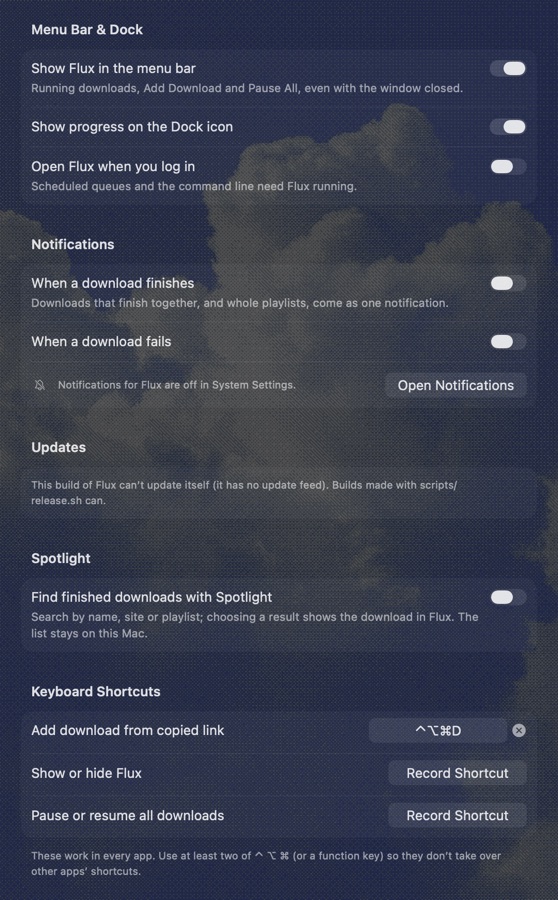 Menu Bar & Dock
Show Flux in the menu bar
Running downloads, Add Download and Pause All, even with the window closed.
Show progress on the Dock icon
Open Flux when you log in
Scheduled queues and the command line need Flux running.
Notifications
When a download finishes
Downloads that finish together, and whole playlists, come as one notification.
When a download fails
Notifications for Flux are off in System Settings.
Open Notifications
Updates
This build of Flux can’t update itself (it has no update feed). Builds made with scripts/
release.sh can.
Spotlight
Find finished downloads with Spotlight
Search by name, site or playlist; choosing a result shows the download in Flux. The
list stays on this Mac.
Keyboard Shortcuts
Add download from copied link
⌃⌥⌘D
Show or hide Flux
Record Shortcut
Pause or resume all downloads
Record Shortcut
These work in every app. Use at least two of ⌃ ⌥ ⌘ (or a function key) so they don’t take over
other apps’ shortcuts.